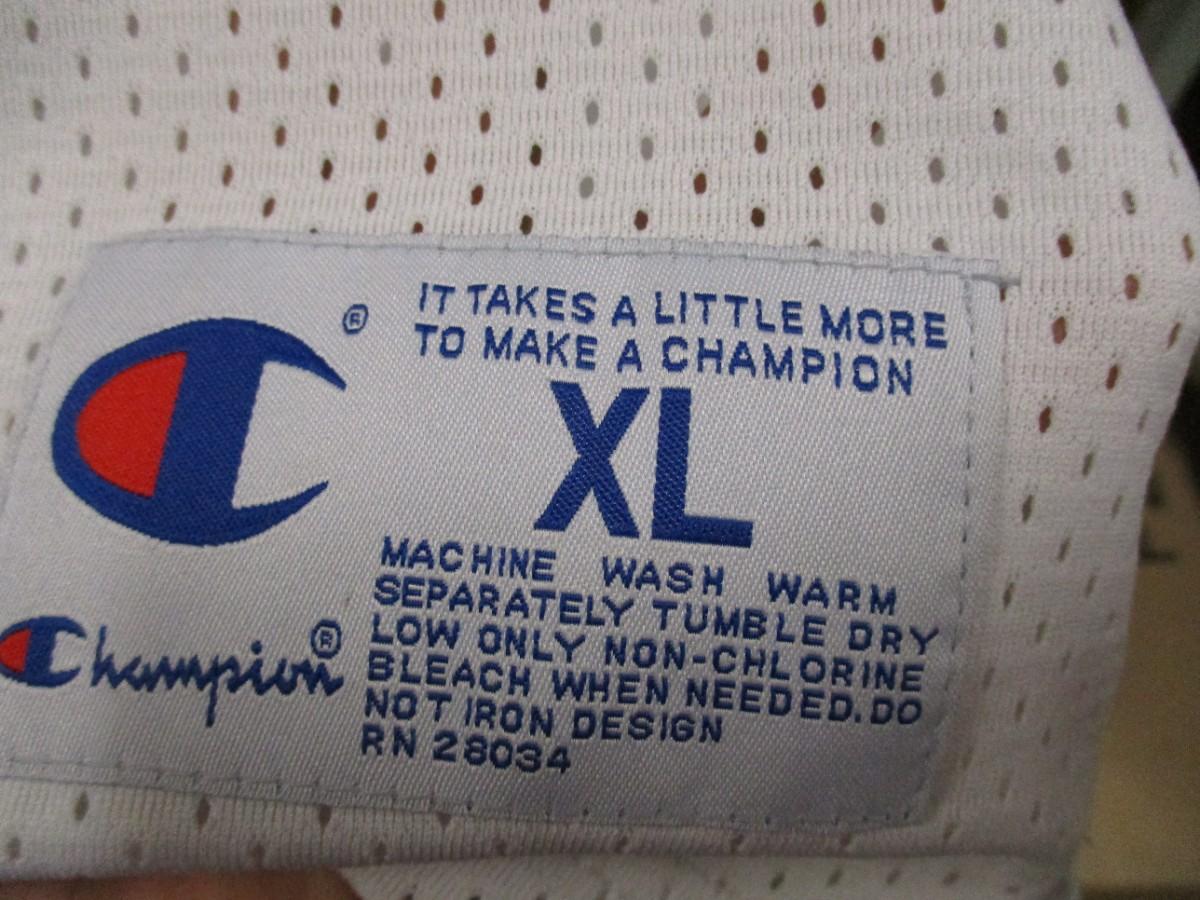 ®
IT TAKES A LITTLE MORE
TO MAKE A CHAMPION
XL
MACHINE WASH WARM
SEPARATELY TUMBLE DRY
LOW ONLY NON-CHLORINE
BLEACH WHEN NEEDED.DO
NOT IRON DESIGN
RN 28034
Champion®